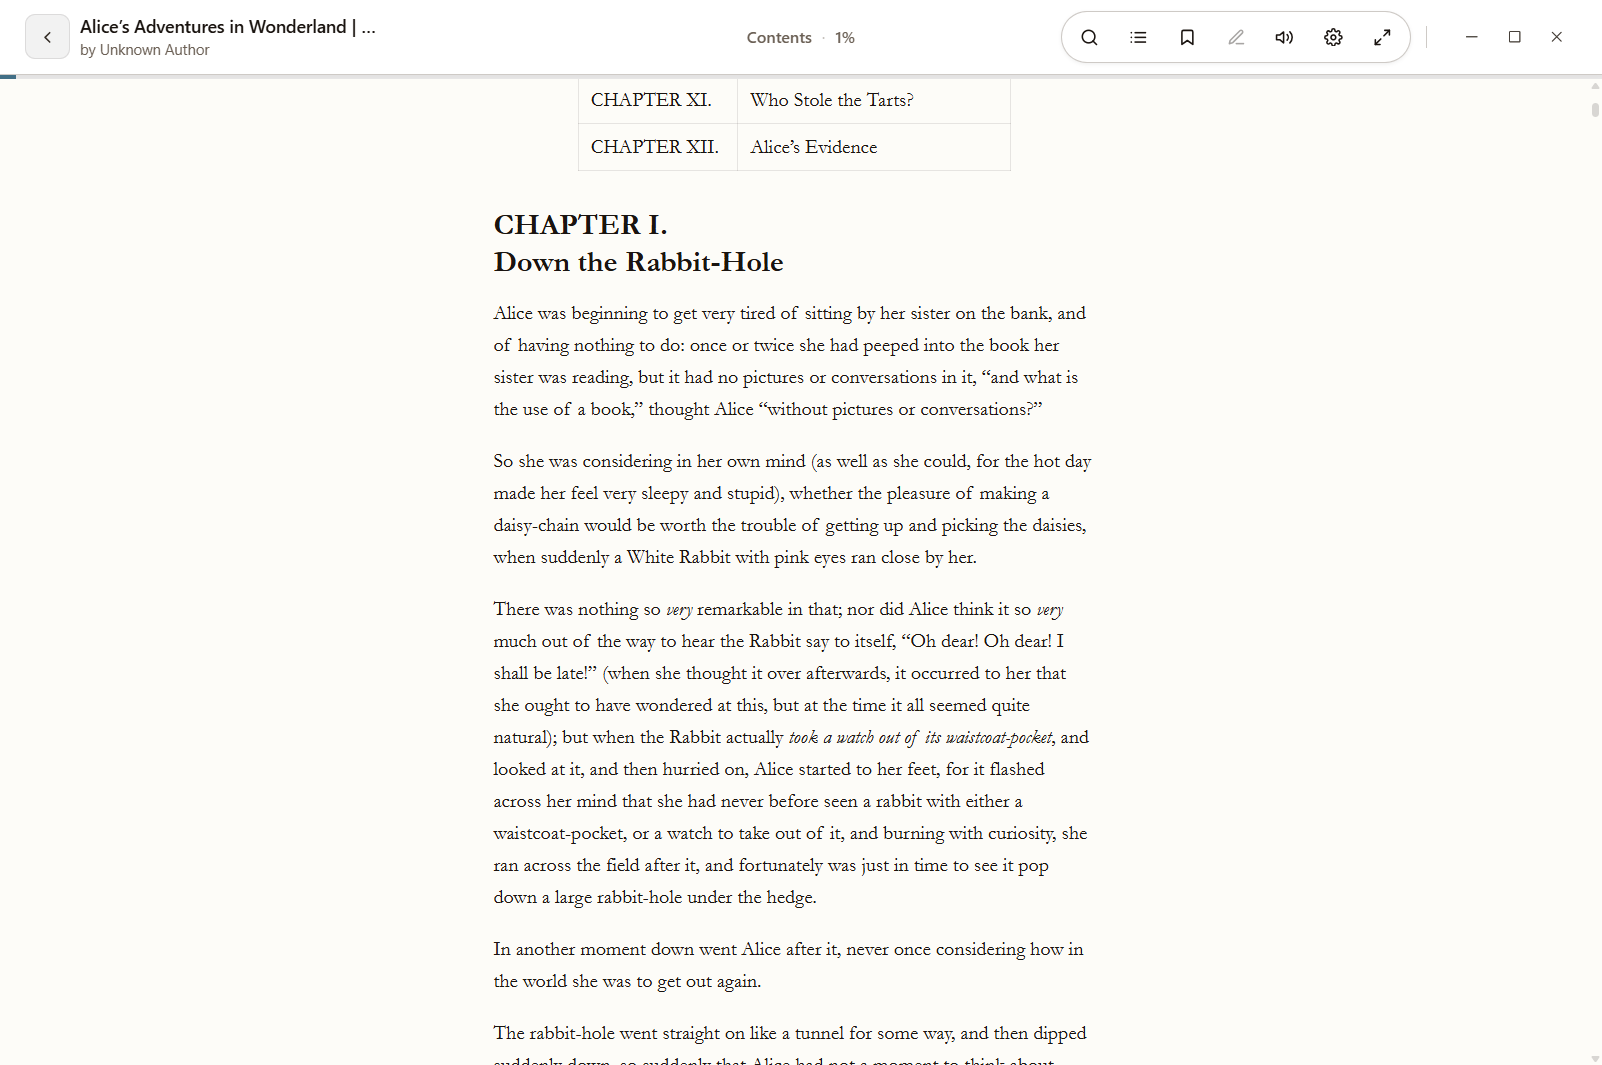 Alice’s Adventures in Wonderland | ...
by Unknown Author
Contents · 1%
CHAPTER XI. Who Stole the Tarts?
CHAPTER XII. Alice’s Evidence
CHAPTER I.
Down the Rabbit-Hole
Alice was beginning to get very tired of sitting by her sister on the bank, and
of having nothing to do: once or twice she had peeped into the book her
sister was reading, but it had no pictures or conversations in it, “and what is
the use of a book,” thought Alice “without pictures or conversations?”
So she was considering in her own mind (as well as she could, for the hot day
made her feel very sleepy and stupid), whether the pleasure of making a
daisy-chain would be worth the trouble of getting up and picking the daisies,
when suddenly a White Rabbit with pink eyes ran close by her.
There was nothing so very remarkable in that; nor did Alice think it so very
much out of the way to hear the Rabbit say to itself, “Oh dear! Oh dear! I
shall be late!” (when she thought it over afterwards, it occurred to her that
she ought to have wondered at this, but at the time it all seemed quite
natural); but when the Rabbit actually took a watch out of its waistcoat-pocket, and
looked at it, and then hurried on, Alice started to her feet, for it flashed
across her mind that she had never before seen a rabbit with either a
waistcoat-pocket, or a watch to take out of it, and burning with curiosity, she
ran across the field after it, and fortunately was just in time to see it pop
down a large rabbit-hole under the hedge.
In another moment down went Alice after it, never once considering how in
the world she was to get out again.
The rabbit-hole went straight on like a tunnel for some way, and then dipped
suddenly down, so suddenly that Alice had not a moment to think about